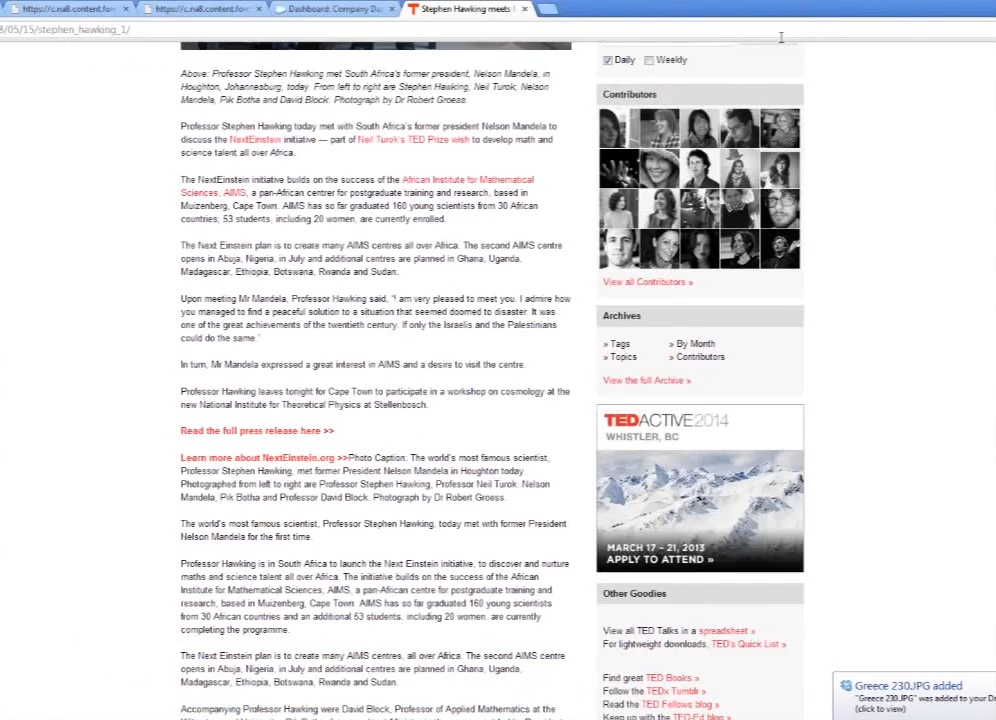 https://c.na8.content.for
https://c.na8.content.for
Dashboard: Company Da
Stephen Hawking meets
8/05/15/stephen_hawking_1/
Above: Professor Stephen Hawking met South Africa's former president, Nelson Mandela, in
Houghton, Johannesburg, today. From left to right are Stephen Hawking, Neil Turok, Nelson
Mandela, Pik Botha and David Block. Photograph by Dr Robert Groess.
Professor Stephen Hawking today met with South Africa's former president Nelson Mandela to
discuss the NextEinstein initiative — part of Neil Turok's TED Prize wish to develop math and
science talent all over Africa.
The NextEinstein initiative builds on the success of the African Institute for Mathematical
Sciences, AIMS, a pan-African centrer for postgraduate training and research, based in
Muizenberg, Cape Town. AIMS has so far graduated 160 young scientists from 30 African
countries; 53 students, including 20 women, are currently enrolled.
The Next Einstein plan is to create many AIMS centres all over Africa. The second AIMS centre
opens in Abuja, Nigeria, in July and additional centres are planned in Ghana, Uganda,
Madagascar, Ethiopia, Botswana, Rwanda and Sudan.
Upon meeting Mr Mandela, Professor Hawking said, "I am very pleased to meet you. I admire how
you managed to find a peaceful solution to a situation that seemed doomed to disaster. It was
one of the great achievements of the twentieth century. If only the Israelis and the Palestinians
could do the same."
In turn, Mr Mandela expressed a great interest in AIMS and a desire to visit the centre.
Professor Hawking leaves tonight for Cape Town to participate in a workshop on cosmology at the
new National Institute for Theoretical Physics at Stellenbosch.
Read the full press release here >>
Learn more about NextEinstein.org >>Photo Caption: The world's most famous scientist,
Professor Stephen Hawking, met former President Nelson Mandela in Houghton today.
Photographed from left to right are Professor Stephen Hawking, Professor Neil Turok, Nelson
Mandela, Pik Botha and Professor David Block. Photograph by Dr Robert Groess.
The world's most famous scientist, Professor Stephen Hawking, today met with former President
Nelson Mandela for the first time.
Professor Hawking is in South Africa to launch the Next Einstein initiative, to discover and nurture
maths and science talent all over Africa. The initiative builds on the success of the African
Institute for Mathematical Sciences, AIMS, a pan-African centre for postgraduate training and
research, based in Muizenberg, Cape Town. AIMS has so far graduated 160 young scientists
from 30 African countries and an additional 53 students, including 20 women, are currently
completing the programme.
The Next Einstein plan is to create many AIMS centres, all over Africa. The second AIMS centre
opens in Abuja, Nigeria, in July and additional centres are planned in Ghana, Uganda,
Madagascar, Ethiopia, Botswana, Rwanda and Sudan.
Accompanying Professor Hawking were David Block, Professor of Applied Mathematics at the
Daily Weekly
Contributors
View all Contributors »
Archives
» Tags » By Month
» Topics » Contributors
View the full Archive »
TEDACTIVE2014
WHISTLER, BC
MARCH 17 – 21, 2013
APPLY TO ATTEND »
Other Goodies
View all TED Talks in a spreadsheet »
For lightweight downloads, TED's Quick List »
Find great TED Books »
Follow the TEDx Tumblr »
Read the TED Fellows blog »
Keep up with the TED-Ed blog »
Greece 230.JPG added
"Greece 230.JPG" was added to your Dr
(click to view)